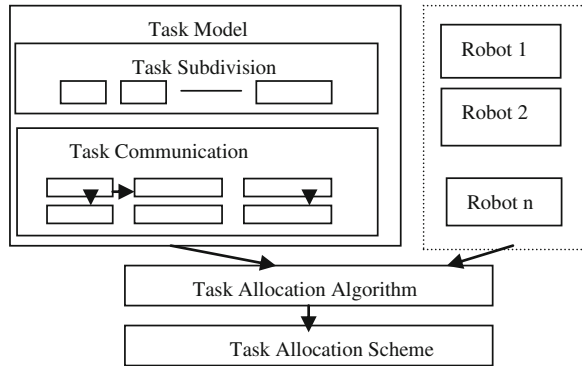 Task Model
Task Subdivision
Task Communication
Robot 1
Robot 2
Robot n
Task Allocation Algorithm
Task Allocation Scheme